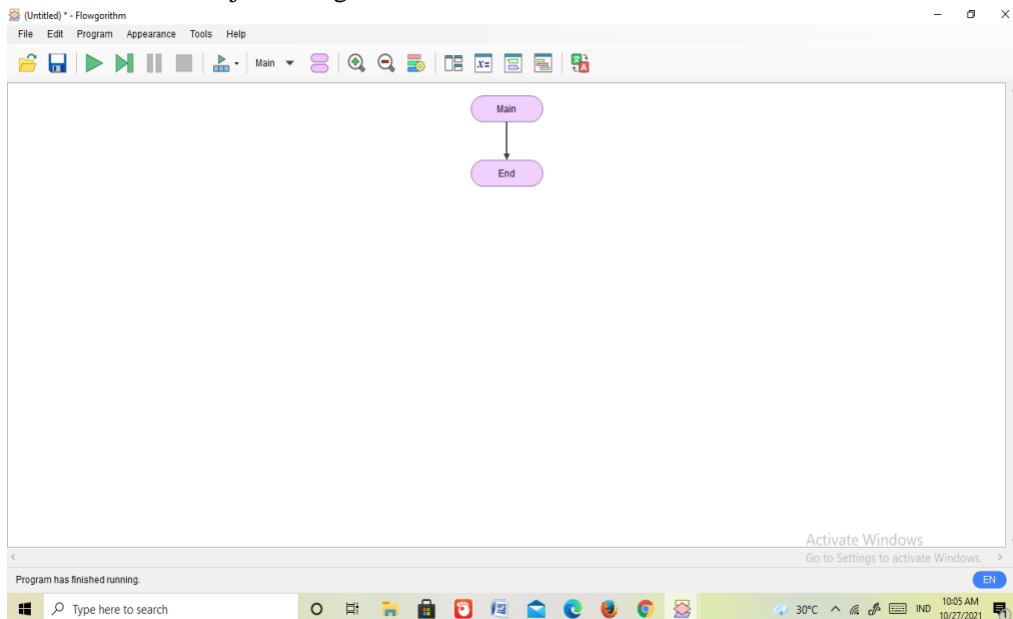 (Untitled) * - Flowgorithm
File Edit Program Appearance Tools Help
Main
Main
End
Activate Windows
Go to Settings to activate Windows.
Program has finished running.
EN
Type here to search
30°C
IND
10:05 AM
10/27/2021